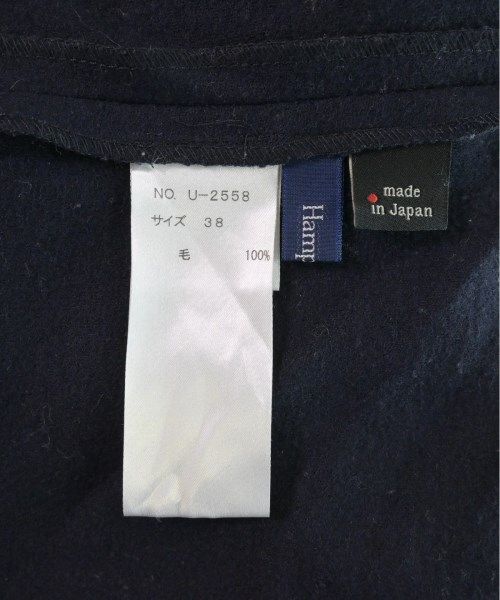 NO. U-2558
サイズ 38
毛 100%
Hamp
made
in Japan